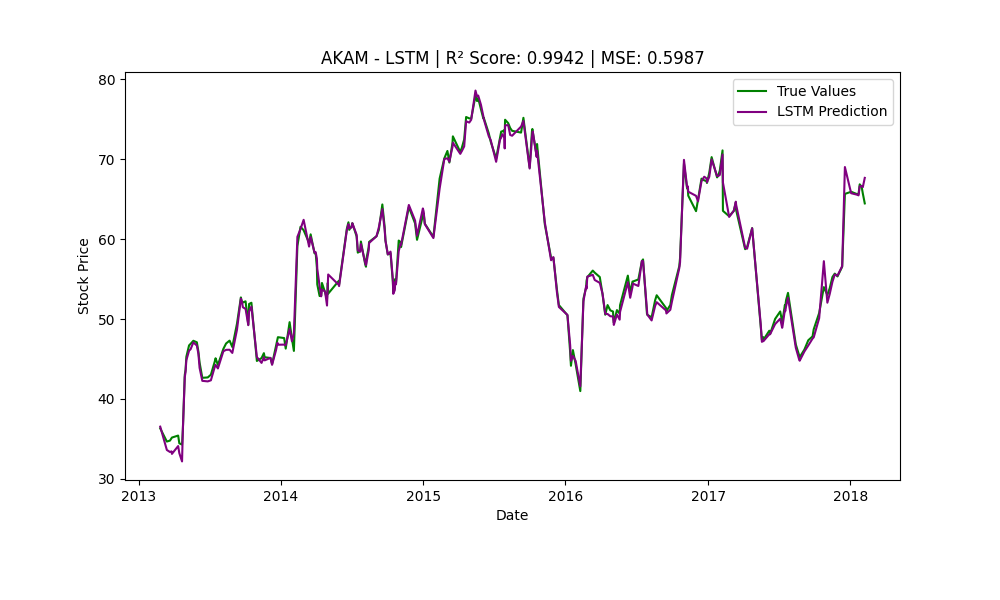 AKAM - LSTM | R² Score: 0.9942 | MSE: 0.5987
True Values
LSTM Prediction
Stock Price
80
70
60
50
40
30
2013 2014 2015 2016 2017 2018
Date